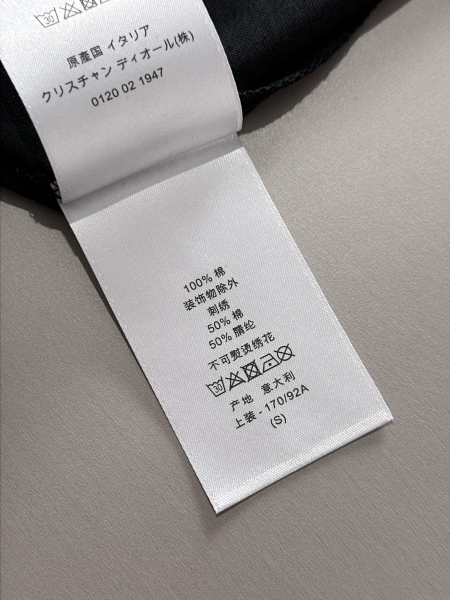 30
原産国 イタリア
クリスチャン ディオール(株)
0120 02 1947
100% 棉
装饰物除外
刺绣
50% 棉
50% 腈纶
不可熨烫绣花
30
产地 意大利
上装 - 170/92A
(S)